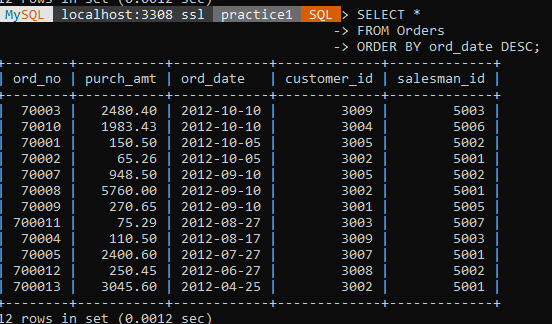 12 rows in set (0.0012 sec)
MySQL localhost:3308 ssl practice1 SQL > SELECT *
-> FROM Orders
-> ORDER BY ord_date DESC;
+--------+-----------+------------+-------------+-------------+
| ord_no | purch_amt | ord_date | customer_id | salesman_id |
+--------+-----------+------------+-------------+-------------+
| 70003 | 2480.40 | 2012-10-10 | 3009 | 5003 |
| 70010 | 1983.43 | 2012-10-10 | 3004 | 5006 |
| 70001 | 150.50 | 2012-10-05 | 3005 | 5002 |
| 70002 | 65.26 | 2012-10-05 | 3002 | 5001 |
| 70007 | 948.50 | 2012-09-10 | 3005 | 5002 |
| 70008 | 5760.00 | 2012-09-10 | 3002 | 5001 |
| 70009 | 270.65 | 2012-09-10 | 3001 | 5005 |
| 700011 | 75.29 | 2012-08-27 | 3003 | 5007 |
| 70004 | 110.50 | 2012-08-17 | 3009 | 5003 |
| 70005 | 2400.60 | 2012-07-27 | 3007 | 5001 |
| 700012 | 250.45 | 2012-06-27 | 3008 | 5002 |
| 700013 | 3045.60 | 2012-04-25 | 3002 | 5001 |
+--------+-----------+------------+-------------+-------------+
12 rows in set (0.0012 sec)